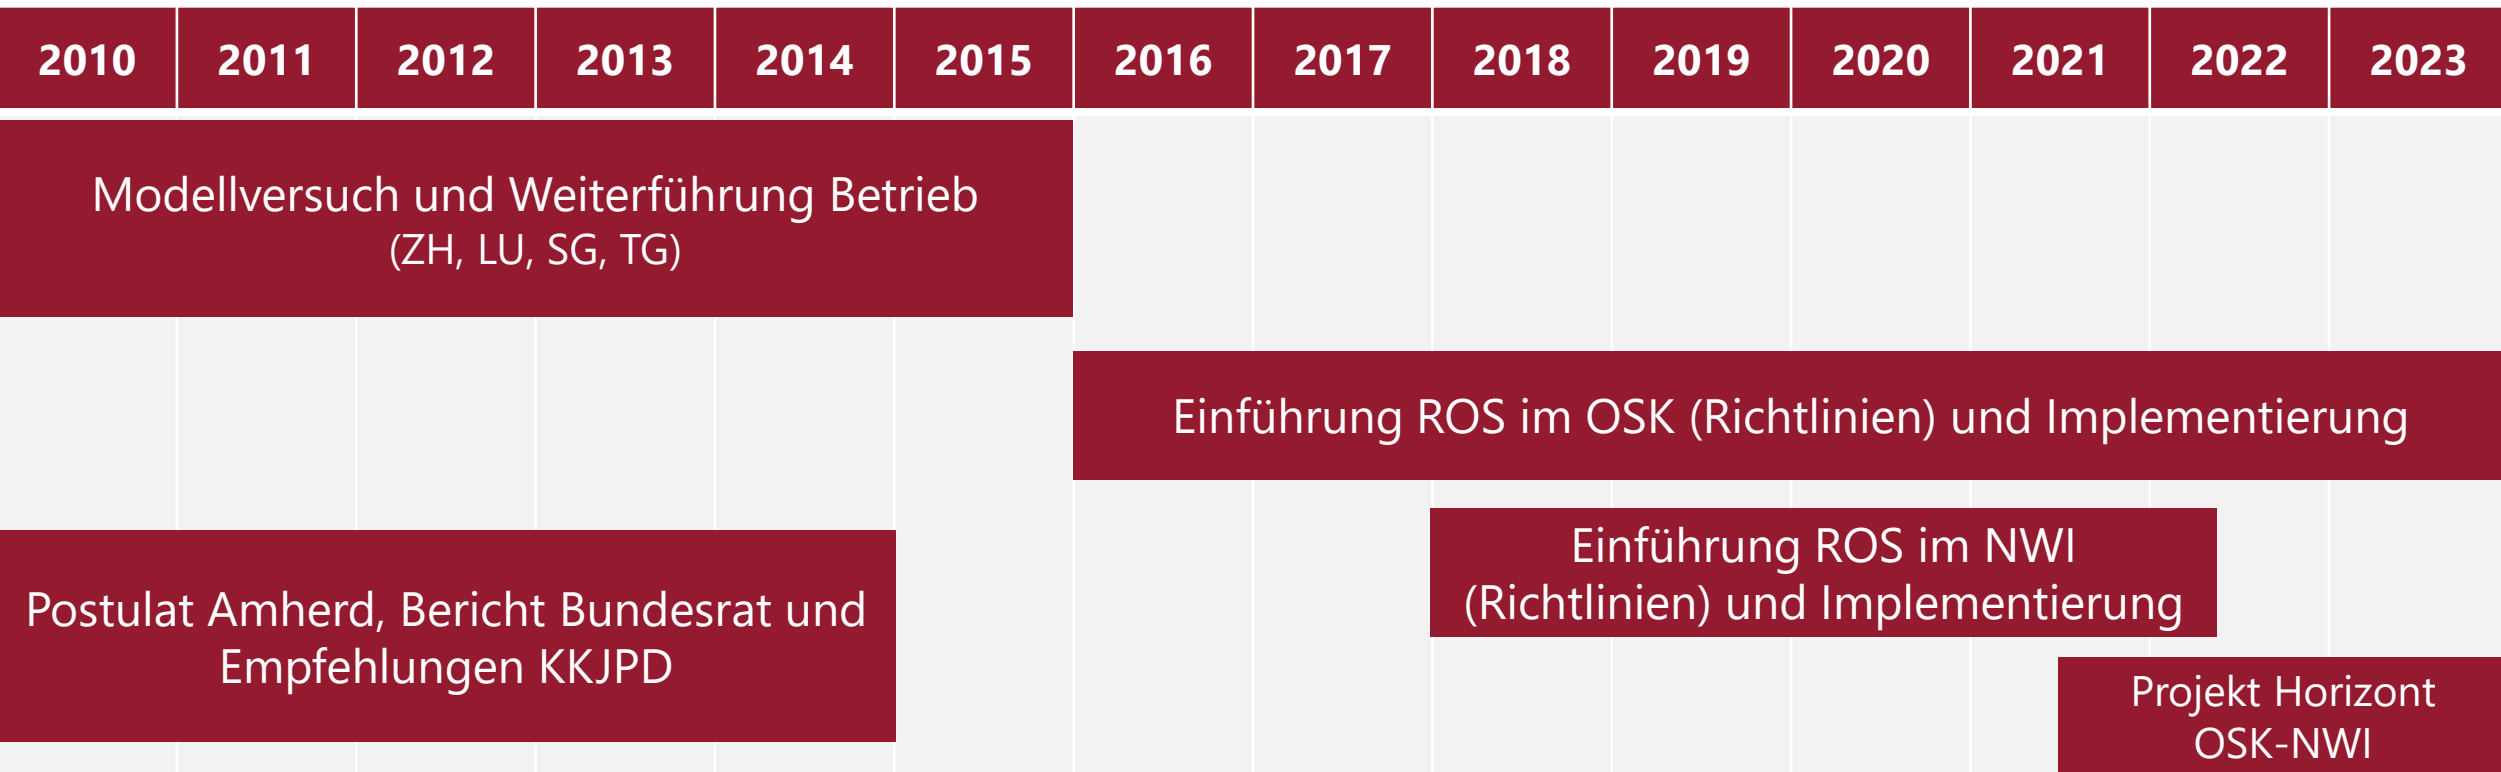 2010 2011 2012 2013 2014 2015 2016 2017 2018 2019 2020 2021 2022 2023
Modellversuch und Weiterführung Betrieb
(ZH, LU, SG, TG)
Einführung ROS im OSK (Richtlinien) und Implementierung
Einführung ROS im NWI
(Richtlinien) und Implementierung
Postulat Amherd, Bericht Bundesrat und
Empfehlungen KKJPD
Projekt Horizont
OSK-NWI